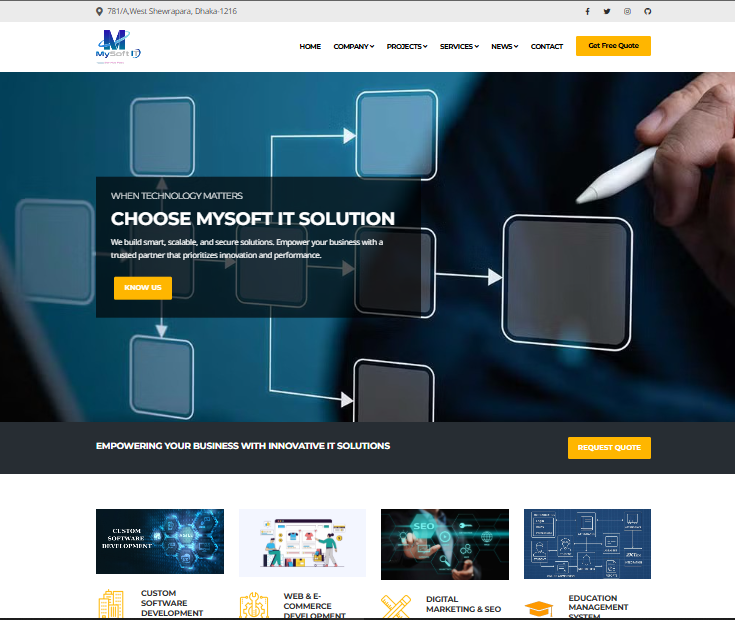 781/A,West Shewrapara, Dhaka-1216
MySoft IT
HOME COMPANY PROJECTS SERVICES NEWS CONTACT Get Free Quote
WHEN TECHNOLOGY MATTERS
CHOOSE MYSOFT IT SOLUTION
We build smart, scalable, and secure solutions. Empower your business with a
trusted partner that prioritizes innovation and performance.
KNOW US
EMPOWERING YOUR BUSINESS WITH INNOVATIVE IT SOLUTIONS
REQUEST QUOTE
CUSTOM
SOFTWARE
DEVELOPMENT
SEO
CUSTOM
SOFTWARE
DEVELOPMENT
WEB & E-
COMMERCE
DEVELOPMENT
DIGITAL
MARKETING & SEO
EDUCATION
MANAGEMENT
SYSTEM